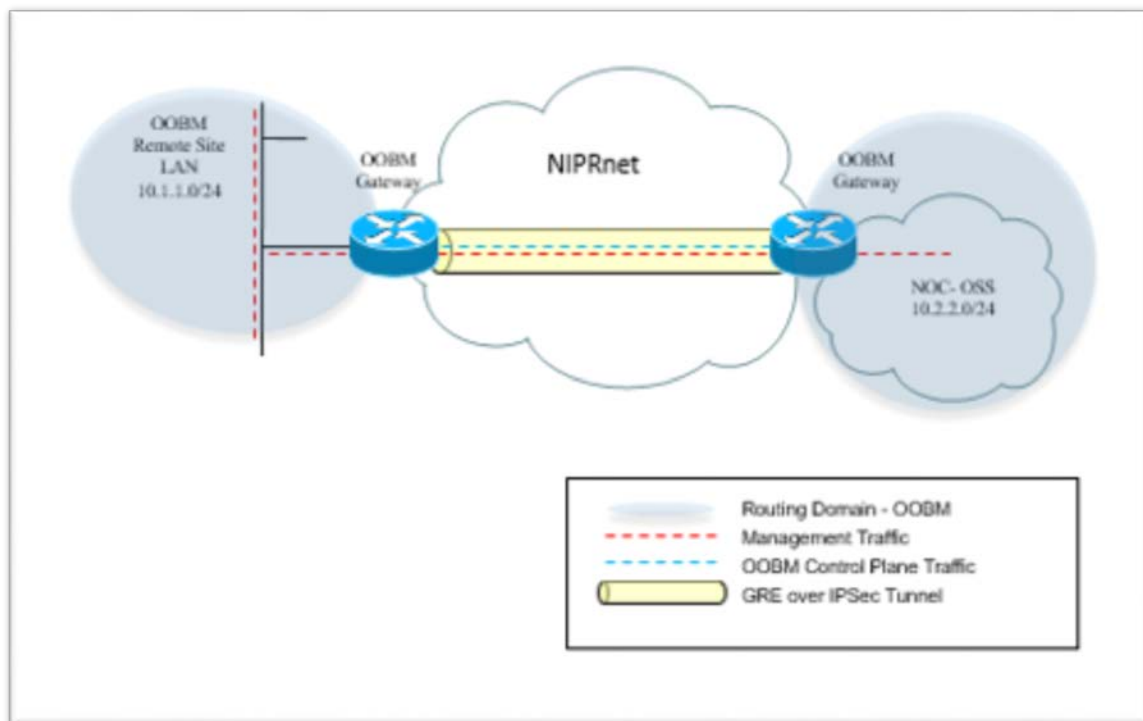 OOBM
Remote Site
LAN
10.1.1.0/24
OOBM
Gateway
NIPRnet
OOBM
Gateway
NOC- OSS
10.2.2.0/24
Routing Domain - OOBM
Management Traffic
OOBM Control Plane Traffic
GRE over IPSec Tunnel